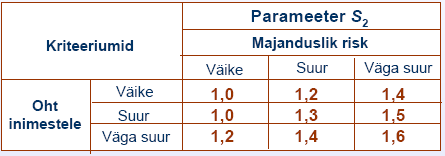 Kriteeriumid
Parameeter S₂
Majanduslik risk
Väike Suur Väga suur
Oht inimestele
Väike 1,0 1,2 1,4
Suur 1,0 1,3 1,5
Väga suur 1,2 1,4 1,6